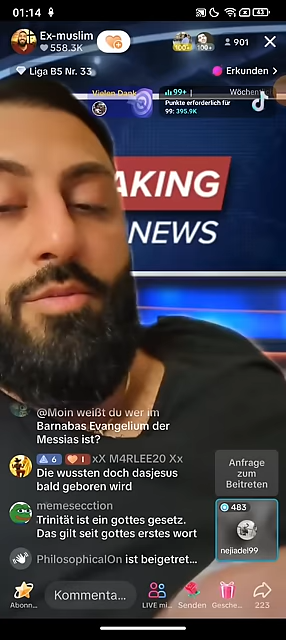 01:14
43
Ex-muslim
558.3K
100+
100+
901
Liga B5 Nr. 33
Erkunden >
Vielen Dank
99+
Wöchen
Punkte erforderlich für
99: 395.9K
AKING
NEWS
@Moin weißt du wer im
Barnabas Evangelium der
Messias ist?
6 1 xX M4RLEE20 Xx
Die wussten doch dasjesus
bald geboren wird
memesecction
Trinität ist ein gottes gesetz.
Das gilt seit gottes erstes wort
PhilosophicalOn ist beigetret...
Anfrage
zum
Beitreten
483
nejiadel99
Abonn...
Kommenta...
LIVE mi...
Senden
Gesche...
223